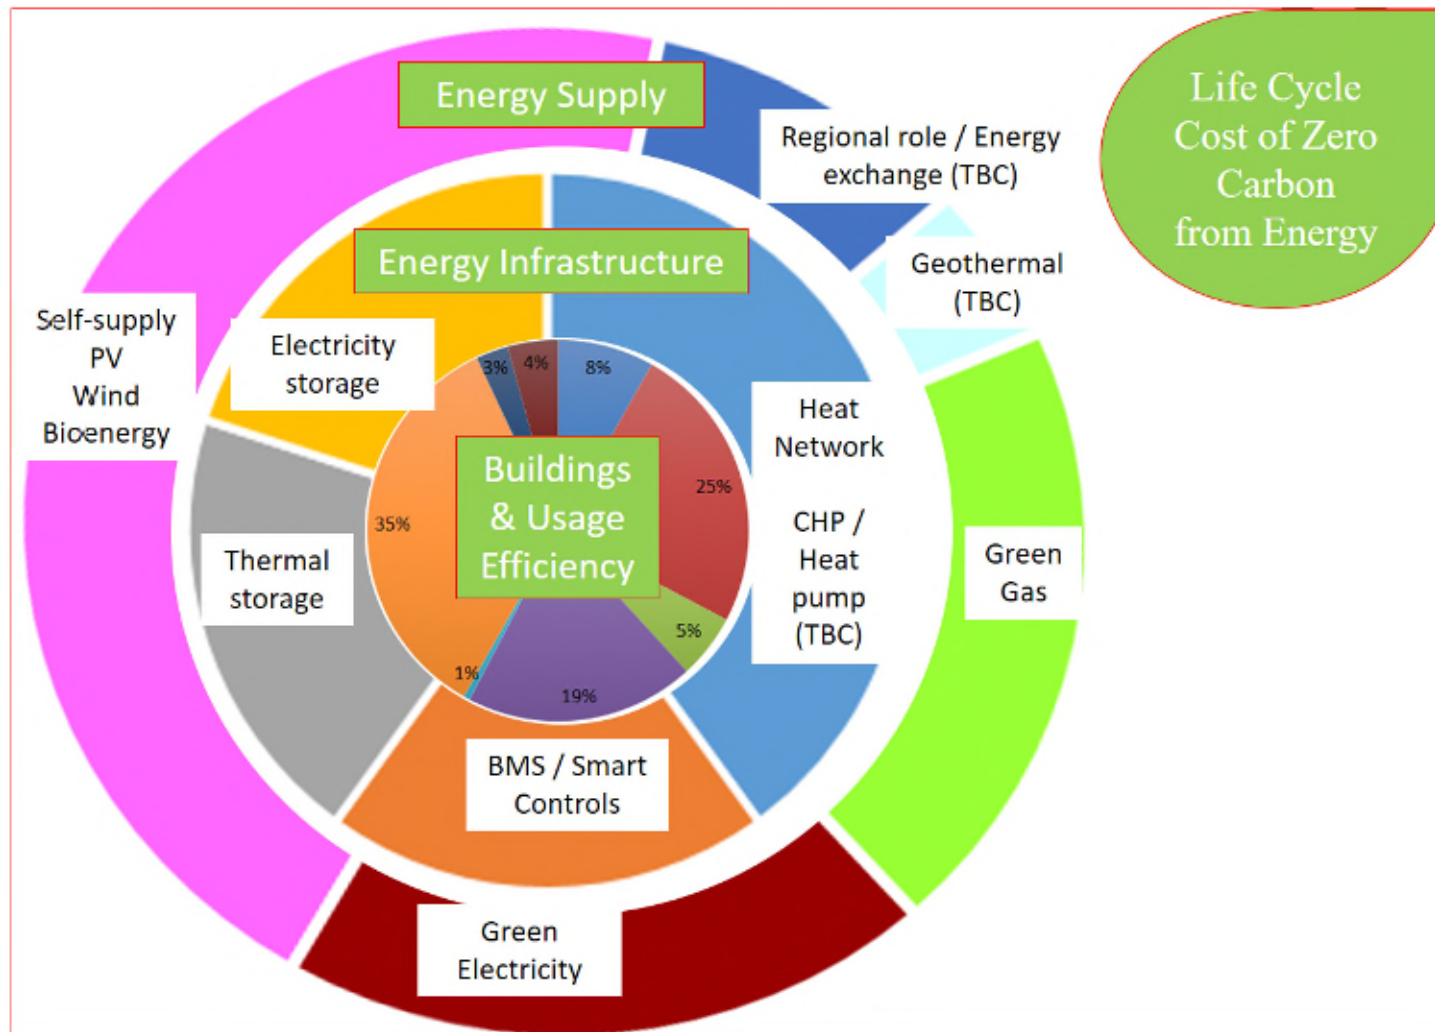 Energy Supply
Life Cycle
Cost of Zero
Carbon
from Energy
Regional role / Energy
exchange (TBC)
Energy Infrastructure
Geothermal
(TBC)
Self-supply
PV
Wind
Bioenergy
Electricity
storage
3%
4%
8%
Heat
Network
CHP /
Heat
pump
(TBC)
Buildings
& Usage
Efficiency
25%
35%
Thermal
storage
Green
Gas
5%
1%
19%
BMS / Smart
Controls
Green
Electricity